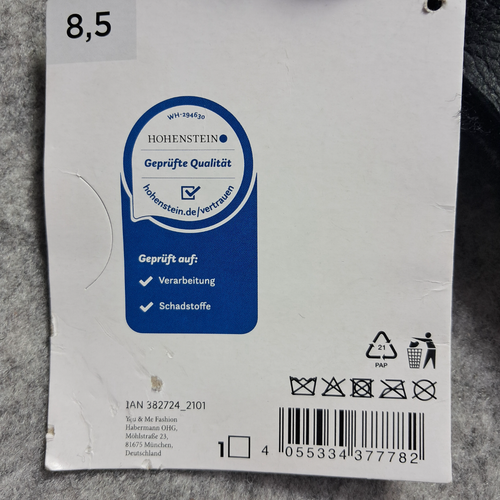 8,5
WH-294630
HOHENSTEIN
Geprüfte Qualität
hohenstein.de/vertrauen
Geprüft auf:
Verarbeitung
Schadstoffe
21
PAP
IAN 382724_2101
You & Me Fashion
Habermann OHG,
Möhlstraße 23,
81675 München,
Deutschland
1
4 055334 377782